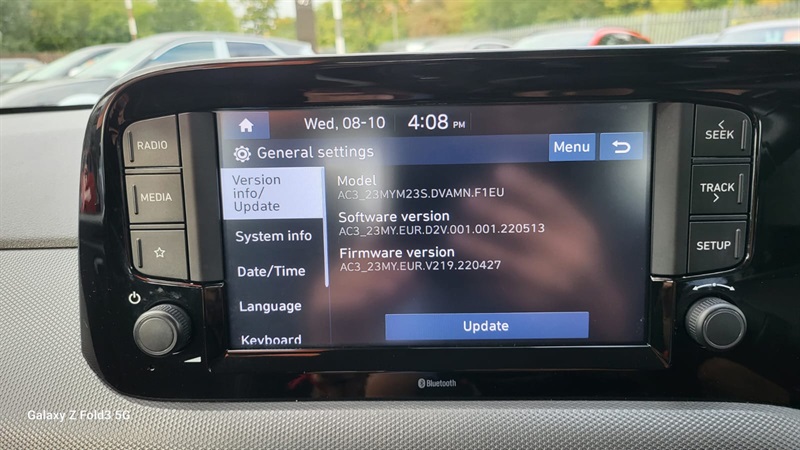 Wed, 08-10 4:08 PM
General settings Menu
RADIO
MEDIA
SEEK
TRACK
SETUP
Version info/
Update
System info
Date/Time
Language
Keyboard
Model
AC3_23MYM23S.DVAMN.F1EU
Software version
AC3_23MY.EUR.D2V.001.001.220513
Firmware version
AC3_23MY.EUR.V219.220427
Update
Bluetooth
Galaxy Z Fold3 5G